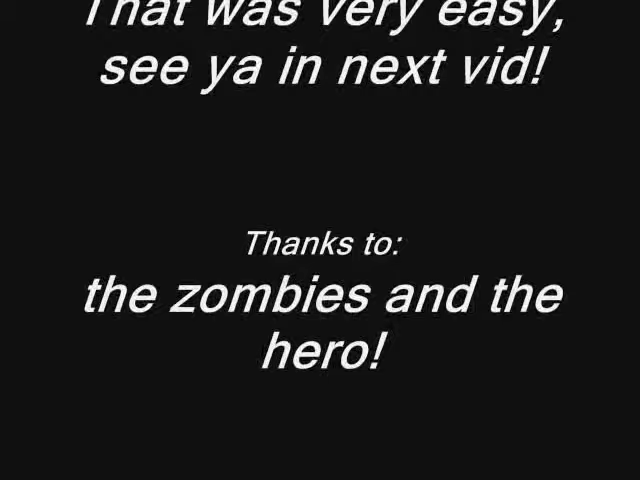 That was very easy,
see ya in next vid!
Thanks to:
the zombies and the
hero!